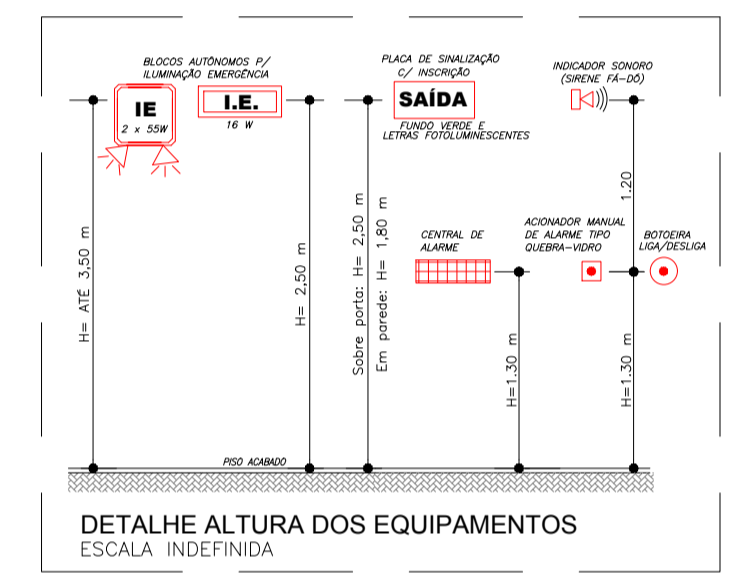 BLOCOS AUTÔNOMOS P/
ILUMINAÇÃO EMERGÊNCIA
IE
2 x 55W
I.E.
16 W
PLACA DE SINALIZAÇÃO
C/ INSCRIÇÃO
SAÍDA
FUNDO VERDE E
LETRAS FOTOLUMINESCENTES
INDICADOR SONORO
(SIRENE FÁ-DÓ)
1.20
CENTRAL DE
ALARME
ACIONADOR MANUAL
DE ALARME TIPO
QUEBRA-VIDRO
BOTOEIRA
LIGA/DESLIGA
H= ATÉ 3,50 m
H= 2,50 m
Sobre porta: H= 2,50 m
Em parede: H= 1,80 m
H=1.30 m
H=1.30 m
PISO ACABADO
DETALHE ALTURA DOS EQUIPAMENTOS
ESCALA INDEFINIDA